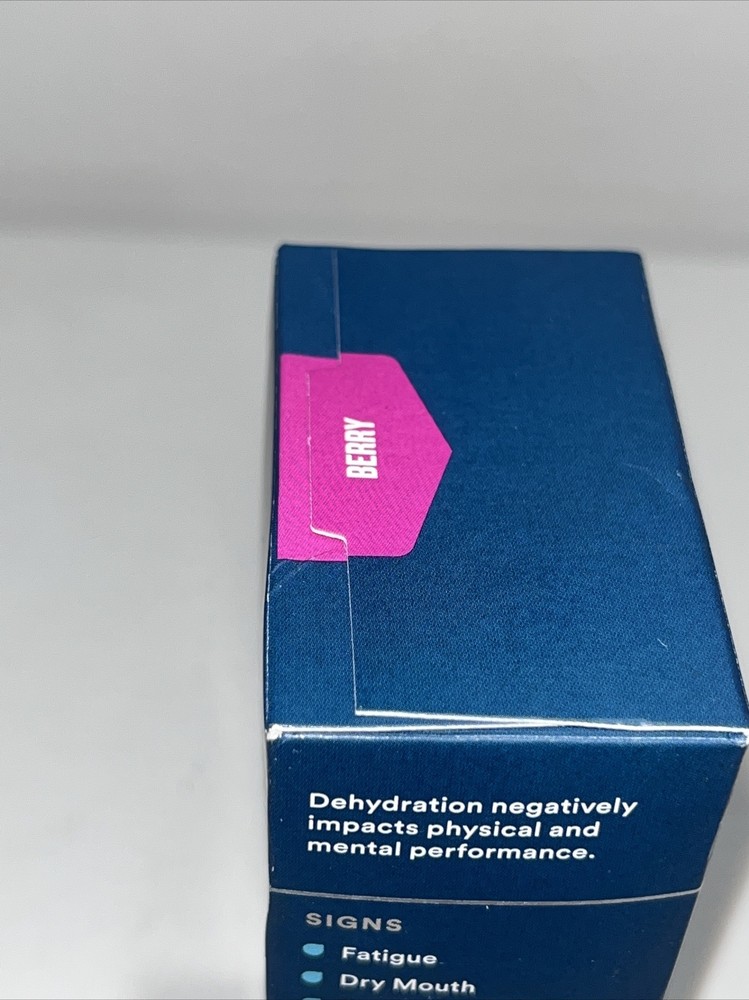 BERRY
Dehydration negatively
impacts physical and
mental performance.
SIGNS
Fatigue
Dry Mouth